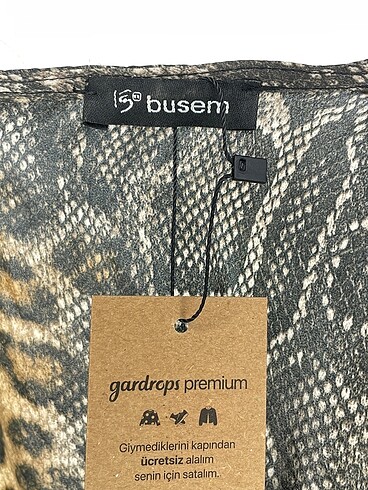 busem
gardrops premium
Giymediklerini kapından
ücretsiz alalım
senin için satalım.